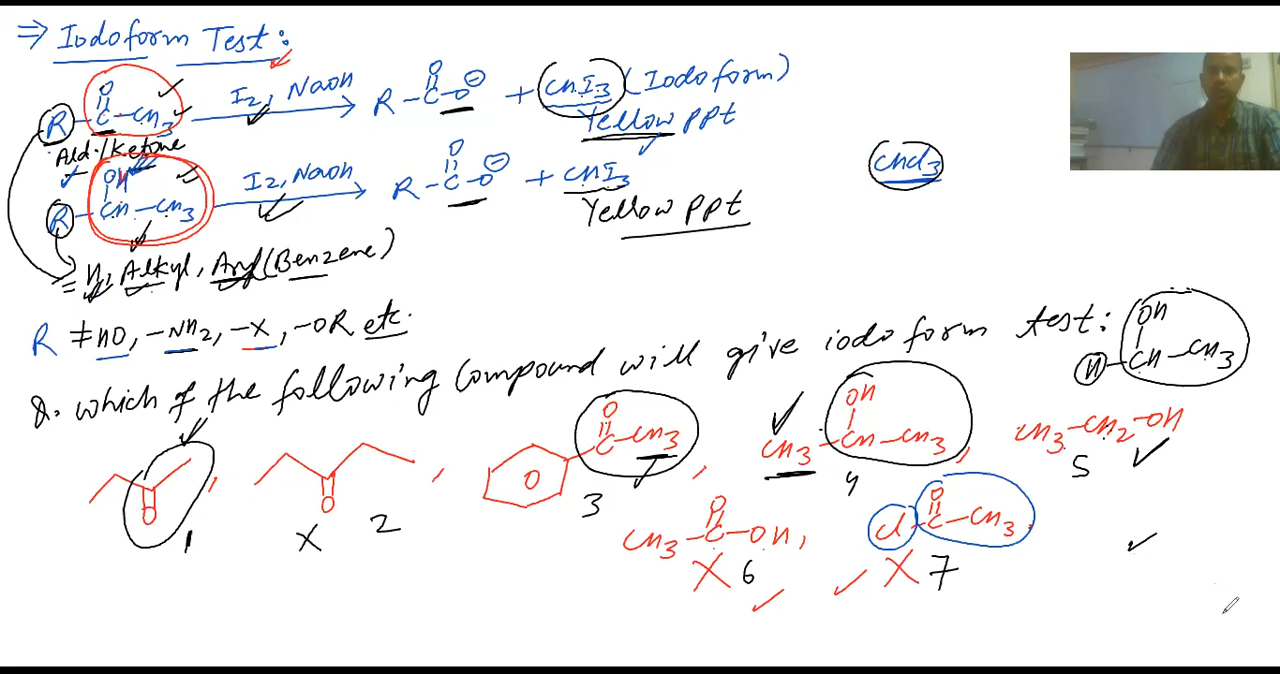 ⇒ Iodoform Test:
O
R-C-CH3 I2, NaOH R-C-O⊖ + CHI3 (Iodoform)
Ald./Ketone Yellow PPt
OH
R-CH-CH3 I2, NaOH R-C-O⊖ + CHI3
Yellow PPt
CHCl3
= H, Alkyl, Aryl (Benzene)
R ≠ HO, -NH2, -X, -OR etc.
Q. which of the following compound will give iodoform test:
OH
H-CH-CH3
O 1
O X 2
O
C-CH3 3
OH
CH3-CH-CH3, 4
CH3-CH2-OH 5
O
CH3-C-OH, X 6
O
Cl-C-CH3. X 7